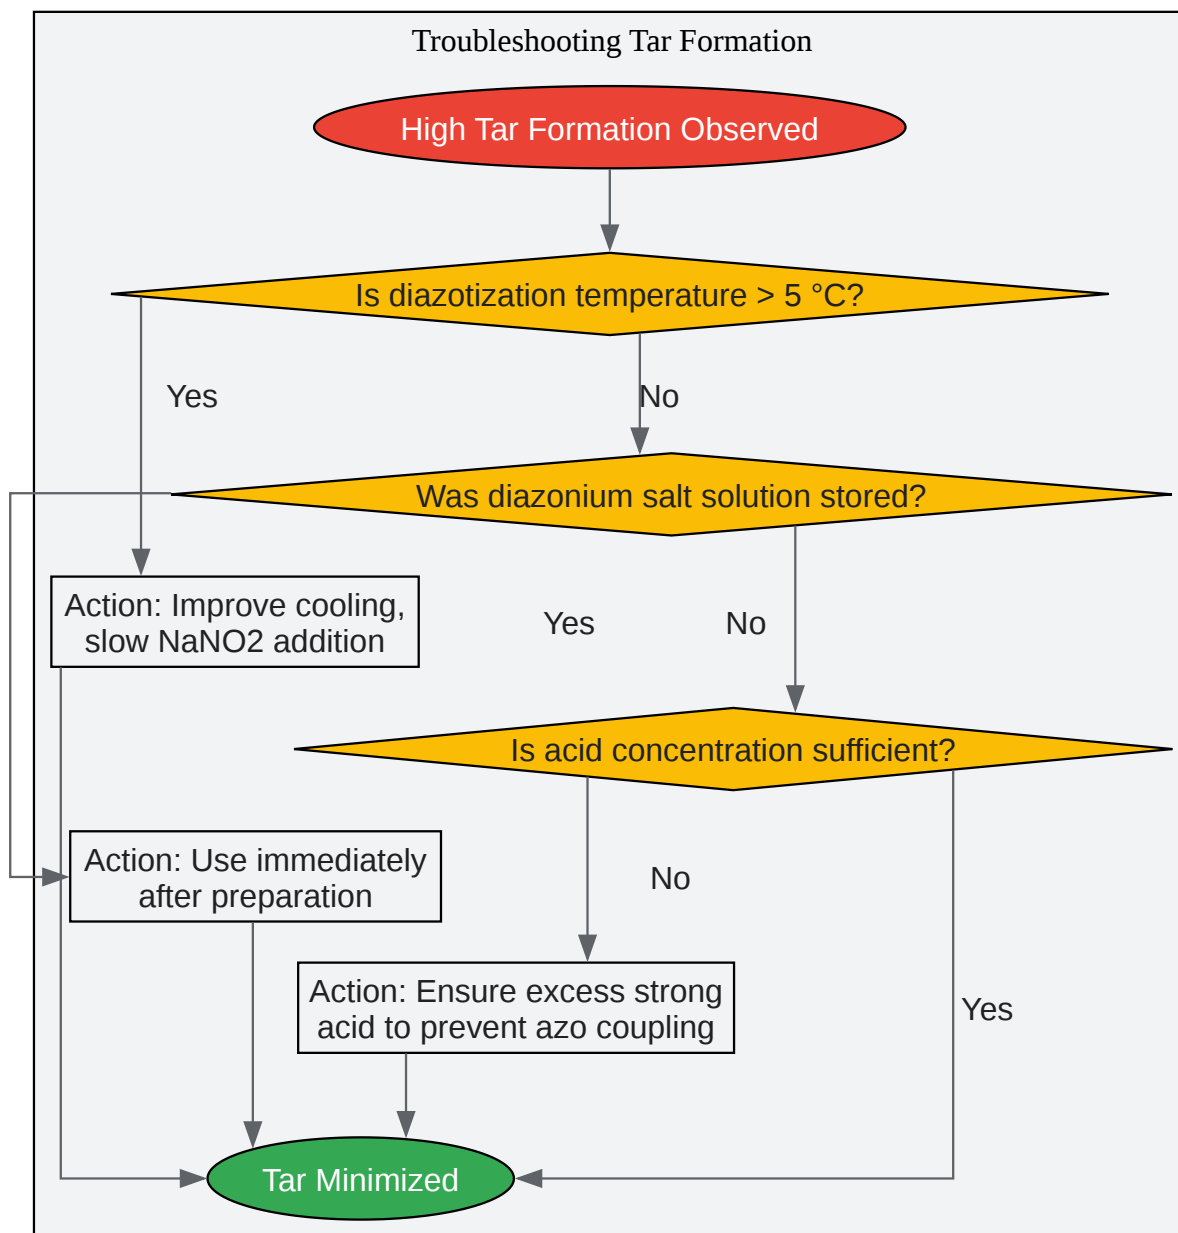 Troubleshooting Tar Formation
High Tar Formation Observed
Is diazotization temperature > 5 °C?
Yes
No
Was diazonium salt solution stored?
Action: Improve cooling,
slow NaNO2 addition
Yes
No
Is acid concentration sufficient?
Action: Use immediately
after preparation
No
Action: Ensure excess strong
acid to prevent azo coupling
Yes
Tar Minimized